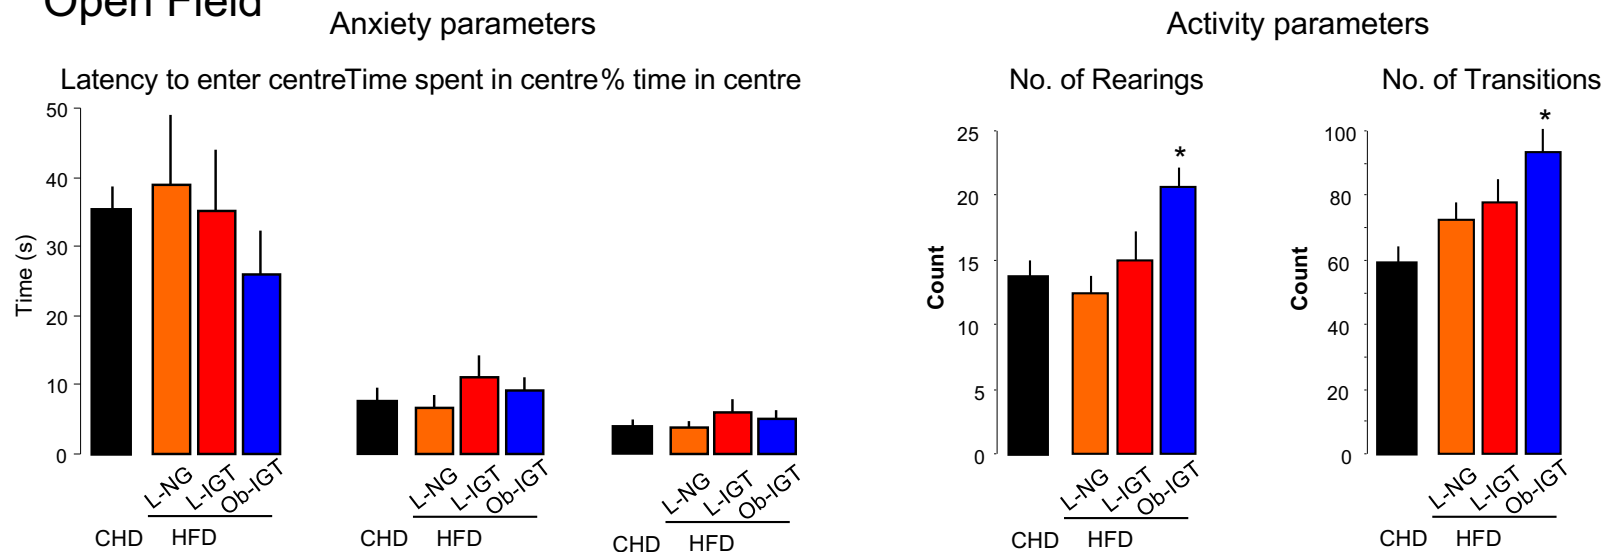 Open Field
Anxiety parameters
Activity parameters
Latency to enter centre
Time spent in centre
% time in centre
No. of Rearings
No. of Transitions
50
40
30
20
10
0
Time (s)
L-NG
L-IGT
Ob-IGT
CHD
HFD
L-NG
L-IGT
Ob-IGT
CHD
HFD
L-NG
L-IGT
Ob-IGT
CHD
HFD
25
20
15
10
5
0
Count
*
L-NG
L-IGT
Ob-IGT
CHD
HFD
100
80
60
40
20
0
Count
*
L-NG
L-IGT
Ob-IGT
CHD
HFD